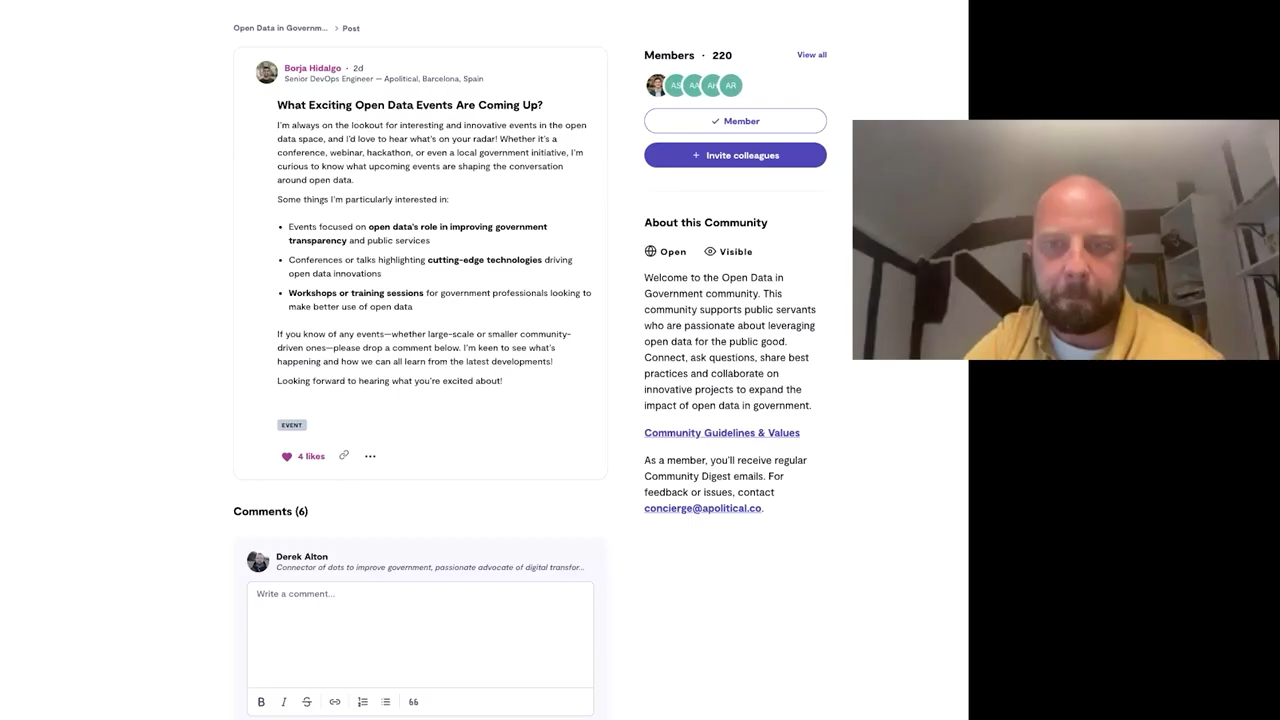 Open Data in Governm... > Post
Borja Hidalgo · 2d
Senior DevOps Engineer — Apolitical, Barcelona, Spain
What Exciting Open Data Events Are Coming Up?
I'm always on the lookout for interesting and innovative events in the open
data space, and I'd love to hear what's on your radar! Whether it's a
conference, webinar, hackathon, or even a local government initiative, I'm
curious to know what upcoming events are shaping the conversation
around open data.
Some things I'm particularly interested in:
• Events focused on open data's role in improving government
transparency and public services
• Conferences or talks highlighting cutting-edge technologies driving
open data innovations
• Workshops or training sessions for government professionals looking to
make better use of open data
If you know of any events—whether large-scale or smaller community-
driven ones—please drop a comment below. I'm keen to see what's
happening and how we can all learn from the latest developments!
Looking forward to hearing what you're excited about!
EVENT
4 likes
Comments (6)
Derek Alton
Connector of dots to improve government, passionate advocate of digital transfor...
Write a comment...
B I S
Members · 220
View all
AS AA AH AR
Member
+ Invite colleagues
About this Community
Open Visible
Welcome to the Open Data in
Government community. This
community supports public servants
who are passionate about leveraging
open data for the public good.
Connect, ask questions, share best
practices and collaborate on
innovative projects to expand the
impact of open data in government.
Community Guidelines & Values
As a member, you'll receive regular
Community Digest emails. For
feedback or issues, contact
concierge@apolitical.co.